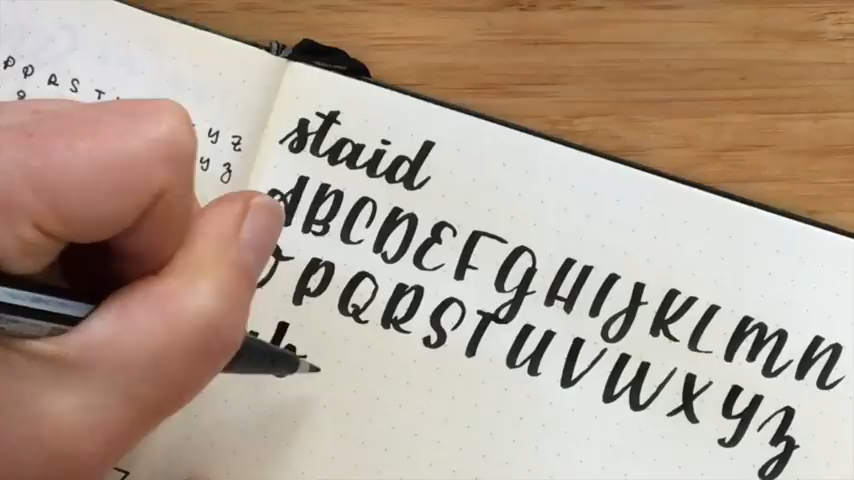 P Q R S T
y z
y z
staid
ABCDEFGHIJKLmn
O PQRSTUVWXYZ